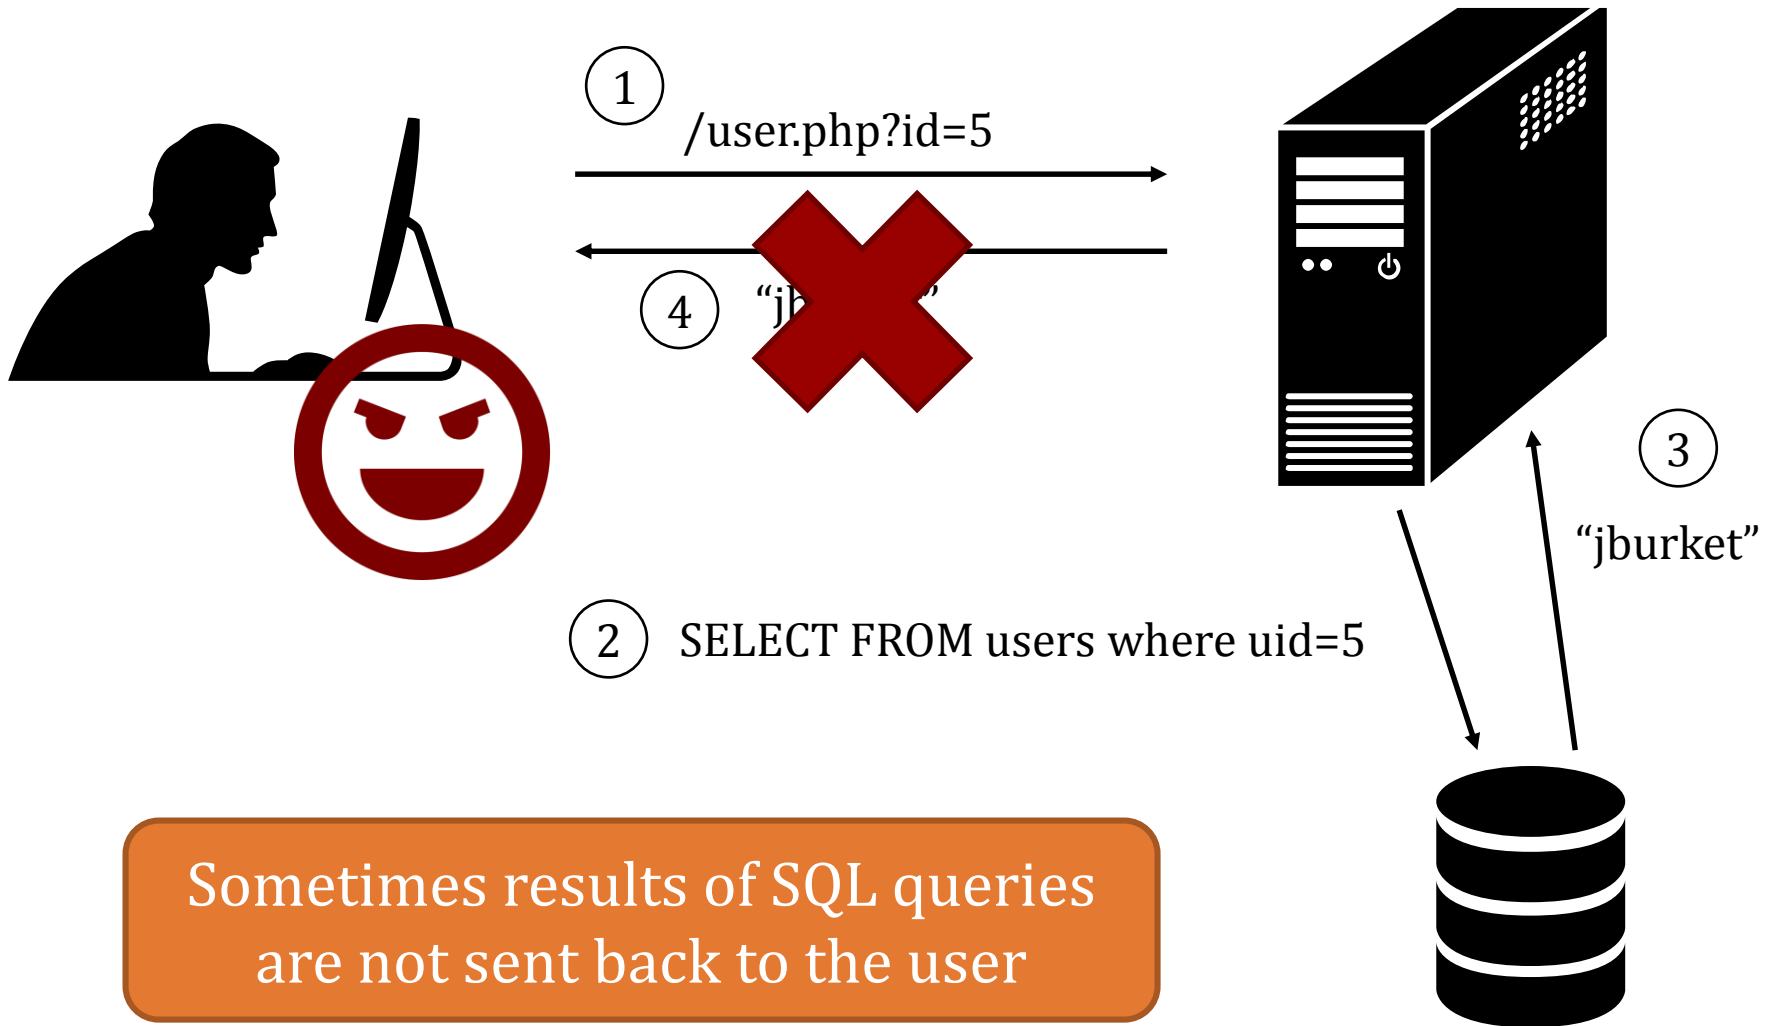 1
/user.php?id=5
4
3
“jburket”
2 SELECT FROM users where uid=5
Sometimes results of SQL queries
are not sent back to the user